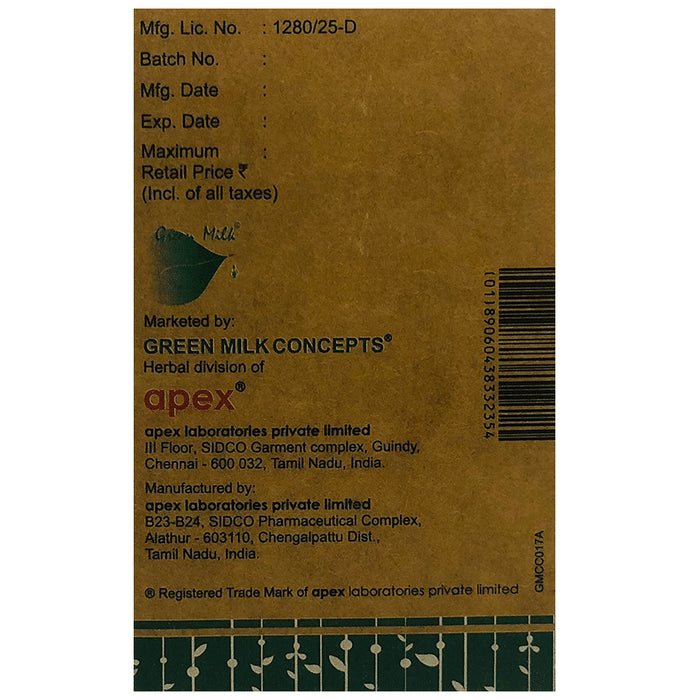 Mfg. Lic. No. : 1280/25-D
Batch No. :
Mfg. Date :
Exp. Date :
Maximum :
Retail Price ₹
(Incl. of all taxes)
Green Milk®
Marketed by:
GREEN MILK CONCEPTS®
Herbal division of
apex®
apex laboratories private limited
III Floor, SIDCO Garment complex, Guindy,
Chennai - 600 032, Tamil Nadu, India.
Manufactured by:
apex laboratories private limited
B23-B24, SIDCO Pharmaceutical Complex,
Alathur - 603110, Chengalpattu Dist.,
Tamil Nadu, India.
® Registered Trade Mark of apex laboratories private limited
(01)8906043833 2354
GMCC017A